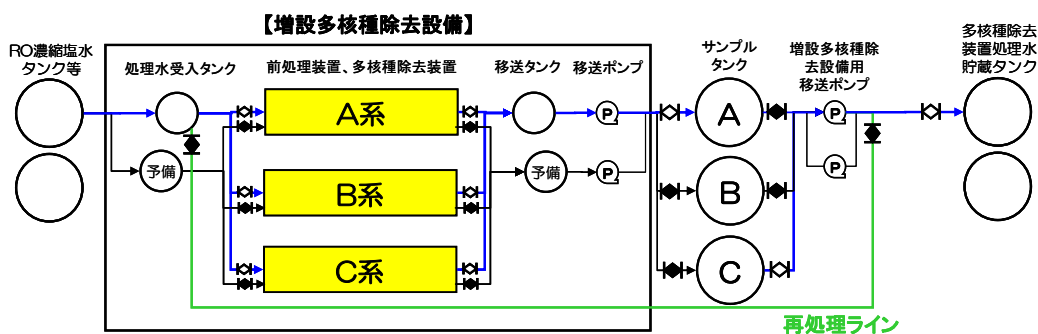 【増設多核種除去設備】
RO濃縮塩水
タンク等
処理水受入タンク
前処理装置、多核種除去装置
移送タンク
移送ポンプ
サンプル
タンク
増設多核種除
去設備用
移送ポンプ
多核種除去
装置処理水
貯蔵タンク
A系
P
A
P
予備
予備
P
P
B系
B
C系
C
再処理ライン